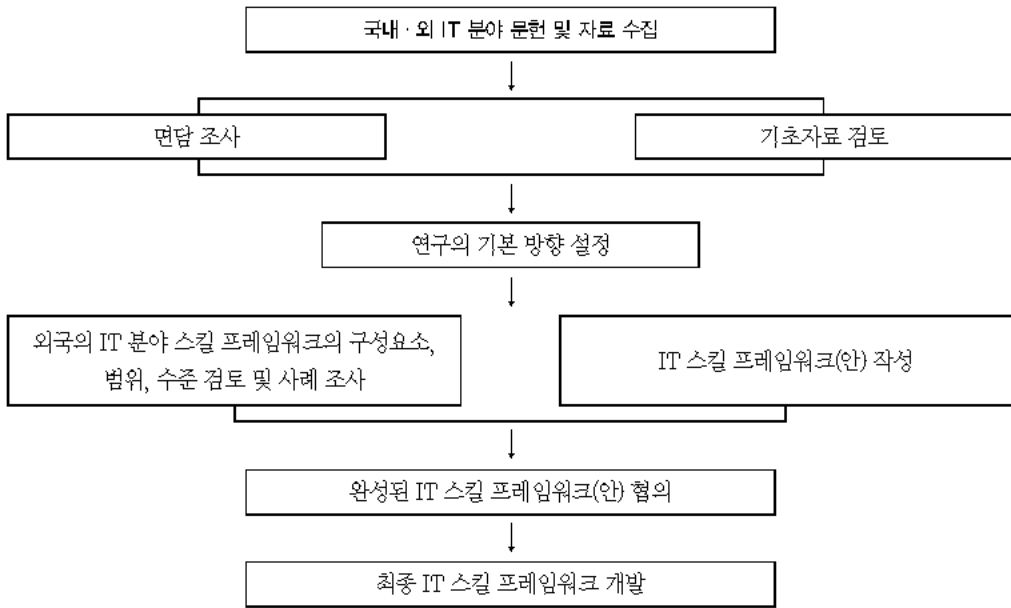 국내 · 외 IT 분야 문헌 및 자료 수집
면담 조사
기초자료 검토
연구의 기본 방향 설정
외국의 IT 분야 스킬 프레임워크의 구성요소,
범위, 수준 검토 및 사례 조사
IT 스킬 프레임워크(안) 작성
완성된 IT 스킬 프레임워크(안) 협의
최종 IT 스킬 프레임워크 개발